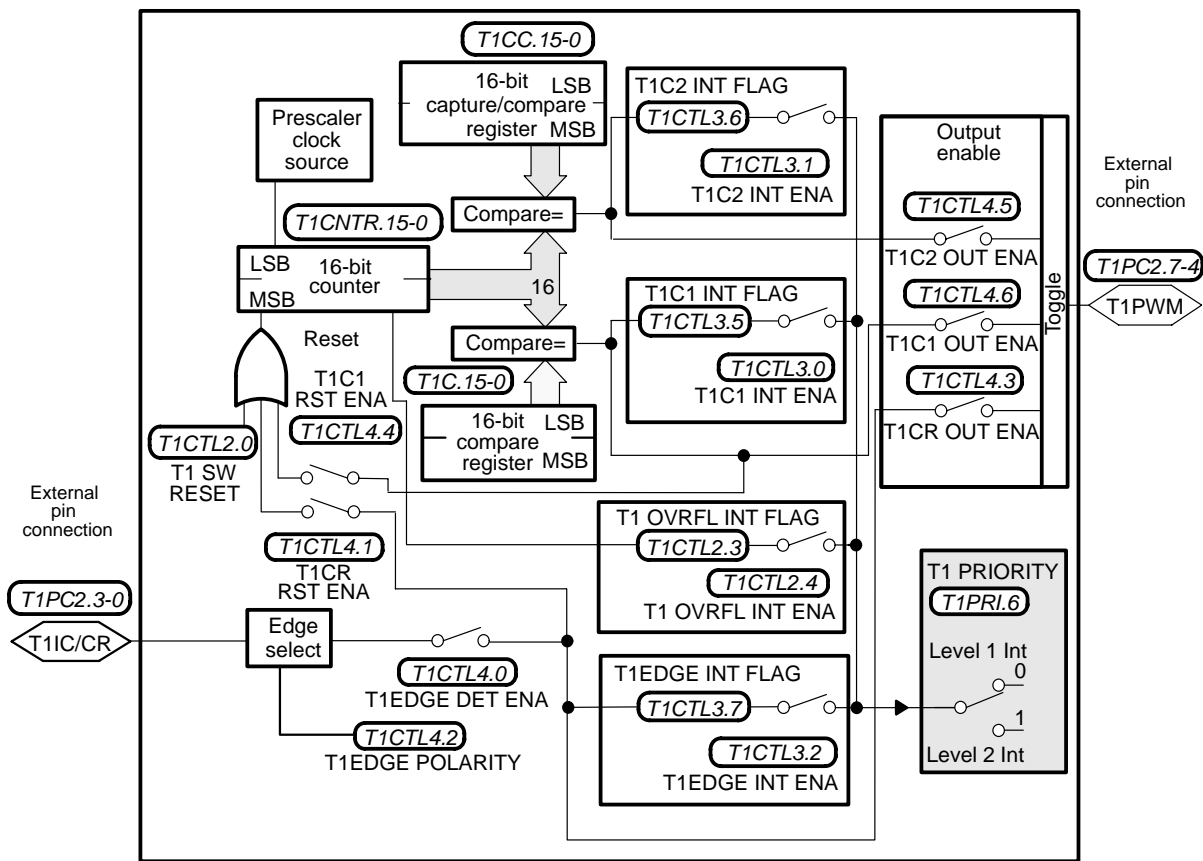 T1CC.15-0
16-bit
capture/compare
register
LSB
MSB
Prescaler
clock
source
T1CNTR.15-0
LSB
MSB
16-bit
counter
Compare=
16
Compare=
Reset
T1C1
RST ENA
T1CTL4.4
T1C.15-0
16-bit
compare
register
LSB
MSB
T1CTL2.0
T1 SW
RESET
T1CTL4.1
T1CR
RST ENA
External
pin
connection
T1PC2.3-0
T1IC/CR
Edge
select
T1CTL4.0
T1EDGE DET ENA
T1CTL4.2
T1EDGE POLARITY
T1C2 INT FLAG
T1CTL3.6
T1CTL3.1
T1C2 INT ENA
T1C1 INT FLAG
T1CTL3.5
T1CTL3.0
T1C1 INT ENA
T1 OVRFL INT FLAG
T1CTL2.3
T1CTL2.4
T1 OVRFL INT ENA
T1EDGE INT FLAG
T1CTL3.7
T1CTL3.2
T1EDGE INT ENA
Output
enable
T1CTL4.5
T1C2 OUT ENA
T1CTL4.6
T1C1 OUT ENA
T1CTL4.3
T1CR OUT ENA
Toggle
External
pin
connection
T1PC2.7-4
T1PWM
T1 PRIORITY
T1PRI.6
Level 1 Int
0
1
Level 2 Int